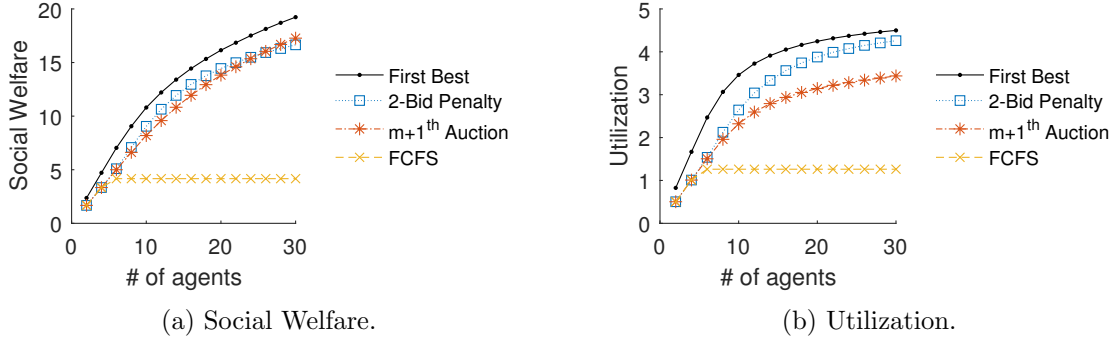 20
15
10
5
0
Social Welfare
0
10
20
30
# of agents
First Best
2-Bid Penalty
m+1th Auction
FCFS
(a) Social Welfare.
5
4
3
2
1
0
Utilization
0
10
20
30
# of agents
First Best
2-Bid Penalty
m+1th Auction
FCFS
(b) Utilization.